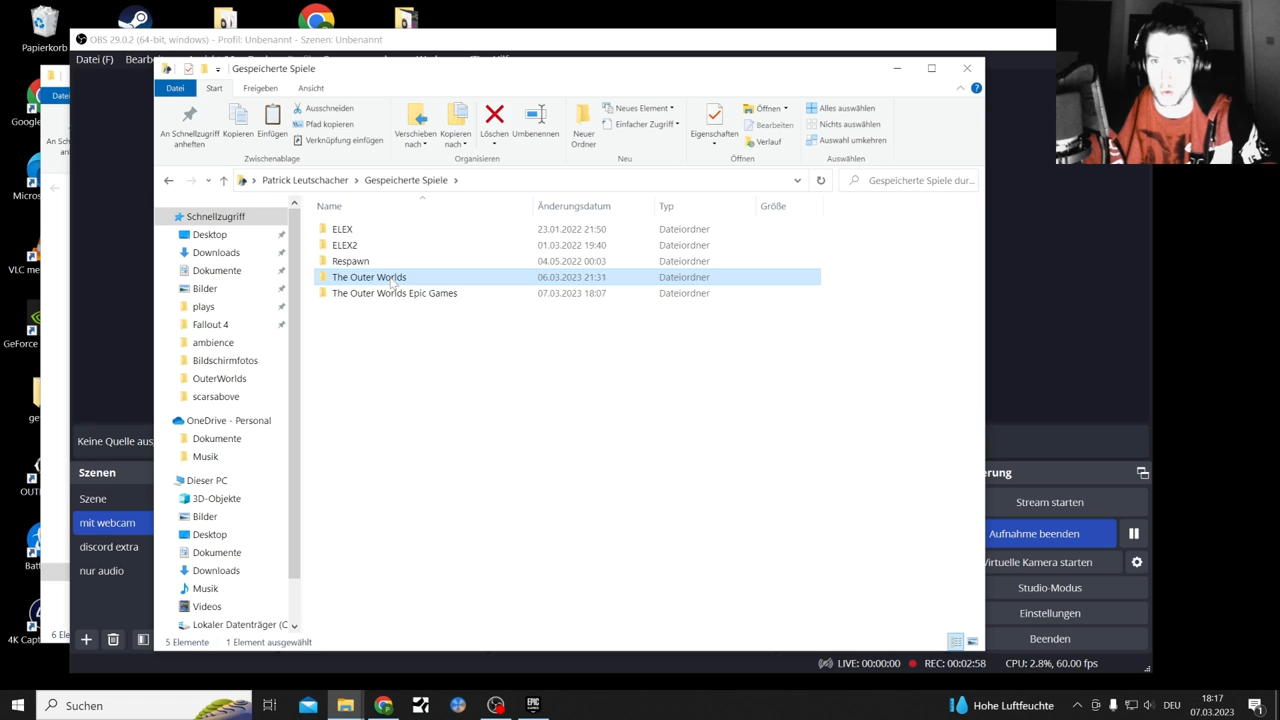 Papierkorb
OBS 29.0.2 (64-bit, windows) - Profil: Unbenannt - Szenen: Unbenannt
Datei (F)
Gespeicherte Spiele
Datei
Start
Freigeben
Ansicht
An Schnellzugriff
anheften
Kopieren
Einfügen
Ausschneiden
Pfad kopieren
Verknüpfung einfügen
Zwischenablage
Verschieben
nach
Kopieren
nach
Löschen
Umbenennen
Organisieren
Neuer
Ordner
Neues Element
Einfacher Zugriff
Neu
Eigenschaften
Öffnen
Bearbeiten
Verlauf
Öffnen
Alles auswählen
Nichts auswählen
Auswahl umkehren
Auswählen
Patrick Leutschacher > Gespeicherte Spiele >
Gespeicherte Spiele dur...
Name Änderungsdatum Typ Größe
ELEX 23.01.2022 21:50 Dateiordner
ELEX2 01.03.2022 19:40 Dateiordner
Respawn 04.05.2022 00:03 Dateiordner
The Outer Worlds 06.03.2023 21:31 Dateiordner
The Outer Worlds Epic Games 07.03.2023 18:07 Dateiordner
Schnellzugriff
Desktop
Downloads
Dokumente
Bilder
plays
Fallout 4
ambience
Bildschirmfotos
OuterWorlds
scarsabove
OneDrive - Personal
Dokumente
Musik
Dieser PC
3D-Objekte
Bilder
Desktop
Dokumente
Downloads
Musik
Videos
Lokaler Datenträger (C
5 Elemente 1 Element ausgewählt
Keine Quelle aus
Szenen
Szene
mit webcam
discord extra
nur audio
erung
Stream starten
Aufnahme beenden
Virtuelle Kamera starten
Studio-Modus
Einstellungen
Beenden
LIVE: 00:00:00 REC: 00:02:58 CPU: 2.8%, 60.00 fps
Suchen
EPIC
GAMES
Hohe Luftfeuchte
DEU
18:17
07.03.2023